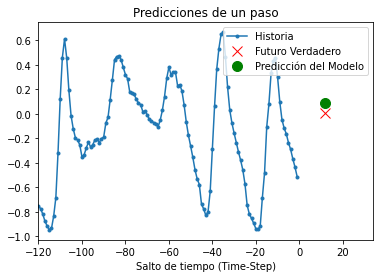 Predicciones de un paso
Historia
Futuro Verdadero
Predicción del Modelo
0.6
0.4
0.2
0.0
−0.2
−0.4
−0.6
−0.8
−1.0
−120 −100 −80 −60 −40 −20 0 20
Salto de tiempo (Time-Step)